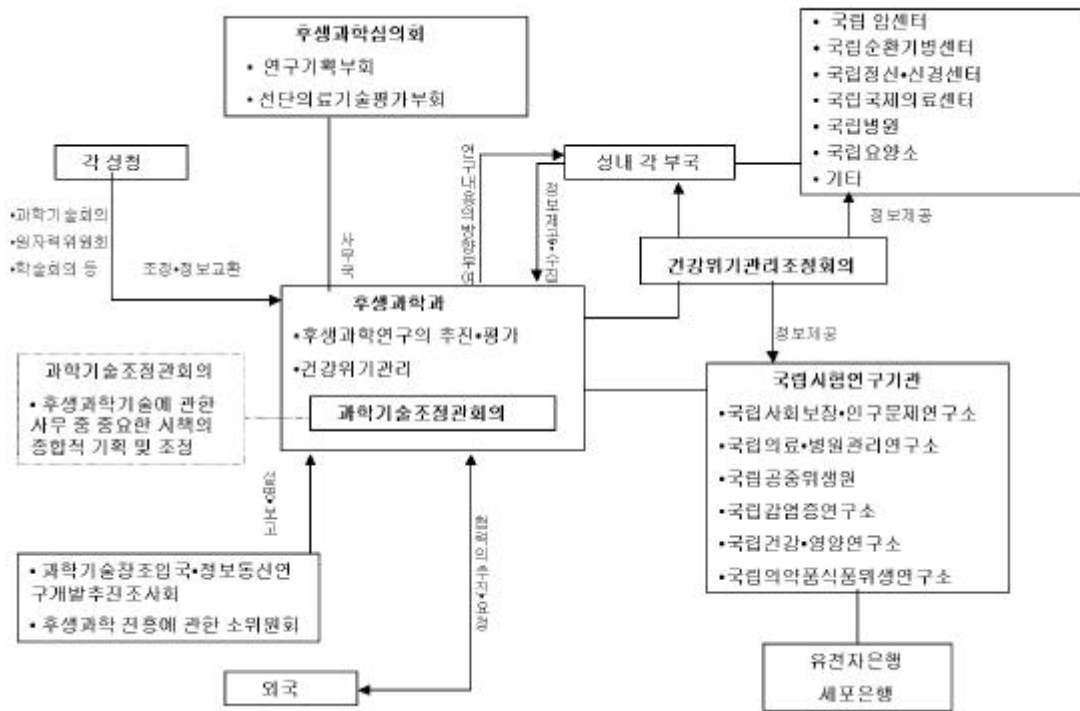 후생과학심의회
• 연구기획부회
• 선단의료기술평가부회
• 국립 암센터
• 국립순환기병센터
• 국립정신•신경센터
• 국립국제의료센터
• 국립병원
• 국립요양소
• 기타
각 성청
성내 각 부국
•과학기술회의
•원자력위원회
•학술회의 등
조정•정보교환
사무국
연구내용의방향부여
정보제공•수집
정보제공
건강위기관리조정회의
후생과학과
•후생과학연구의 추진•평가
•건강위기관리
과학기술조정관회의
정보제공
과학기술조정관회의
• 후생과학기술에 관한
사무 중 중요한 시책의
종합적 기획 및 조정
국립시험연구기관
•국립사회보장•인구문제연구소
•국립의료•병원관리연구소
•국립공중위생원
•국립감염증연구소
•국립건강•영양연구소
•국립의약품식품위생연구소
설명•보고
협력의추진•요청
• 과학기술창조입국•정보통신연
구개발추진조사회
• 후생과학 진흥에 관한 소위원회
외국
유전자은행
세포은행